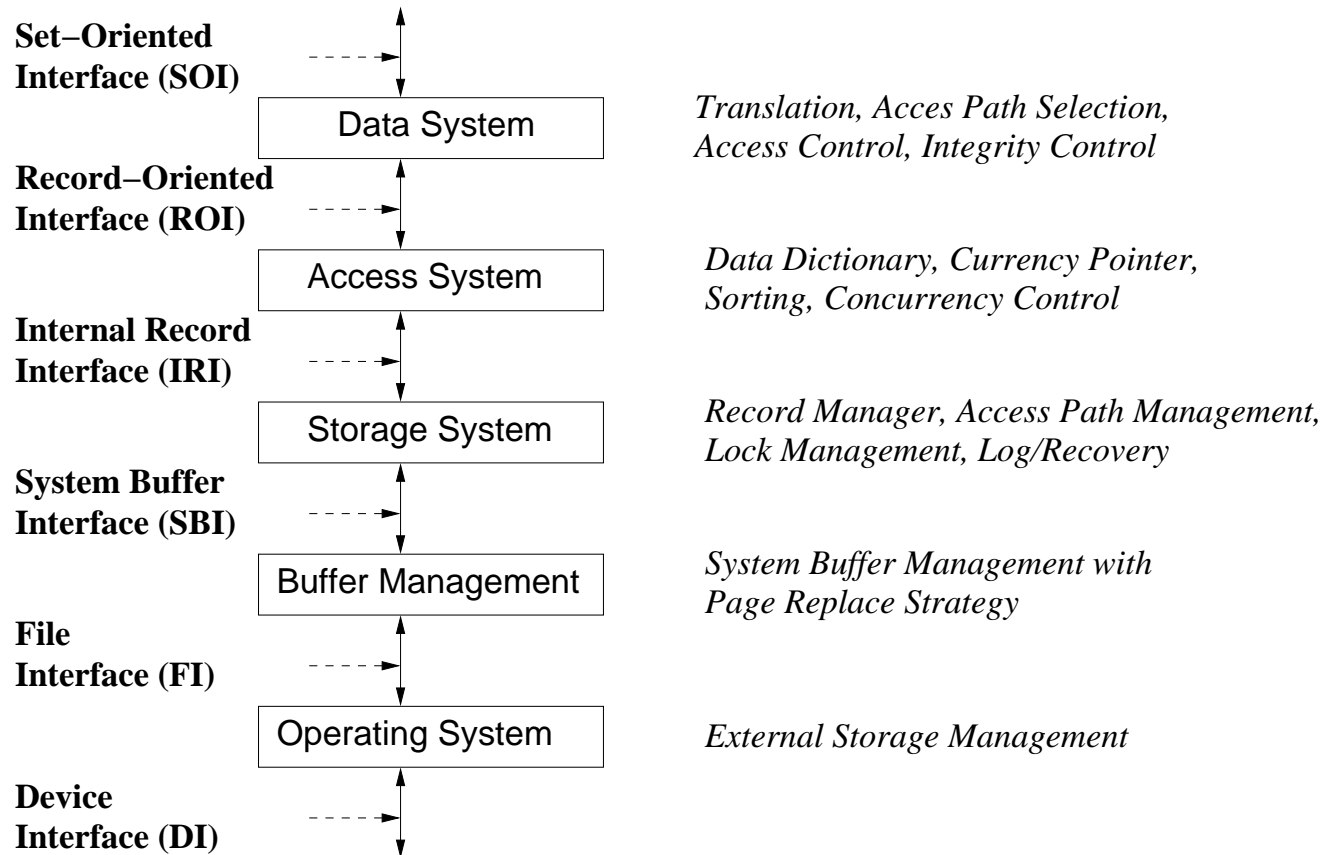 Set−Oriented
Interface (SOI)
Data System
Translation, Acces Path Selection,
Access Control, Integrity Control
Record−Oriented
Interface (ROI)
Access System
Data Dictionary, Currency Pointer,
Sorting, Concurrency Control
Internal Record
Interface (IRI)
Storage System
Record Manager, Access Path Management,
Lock Management, Log/Recovery
System Buffer
Interface (SBI)
Buffer Management
System Buffer Management with
Page Replace Strategy
File
Interface (FI)
Operating System
External Storage Management
Device
Interface (DI)